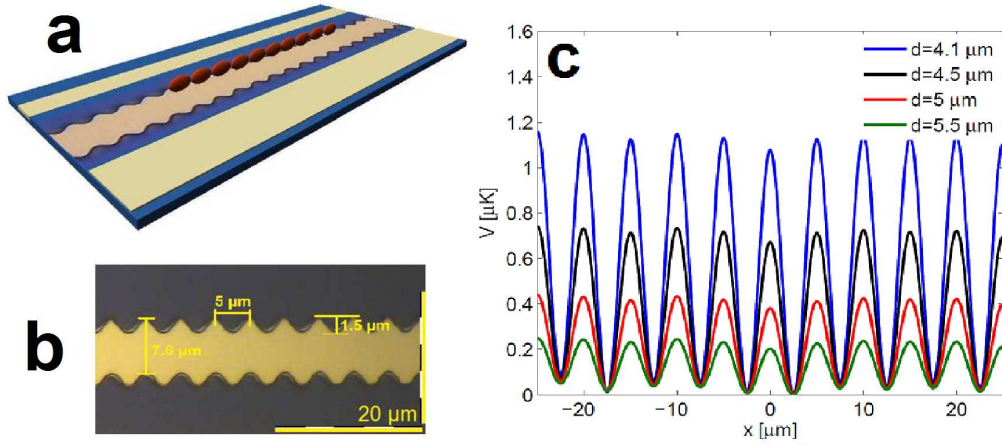 a
b
5 µm
1.5 µm
7.6 µm
20 µm
c
d=4.1 µm
d=4.5 µm
d=5 µm
d=5.5 µm
1.6
1.4
1.2
1
0.8
0.6
0.4
0.2
0
V [µK]
−20
−10
0
10
20
x [µm]